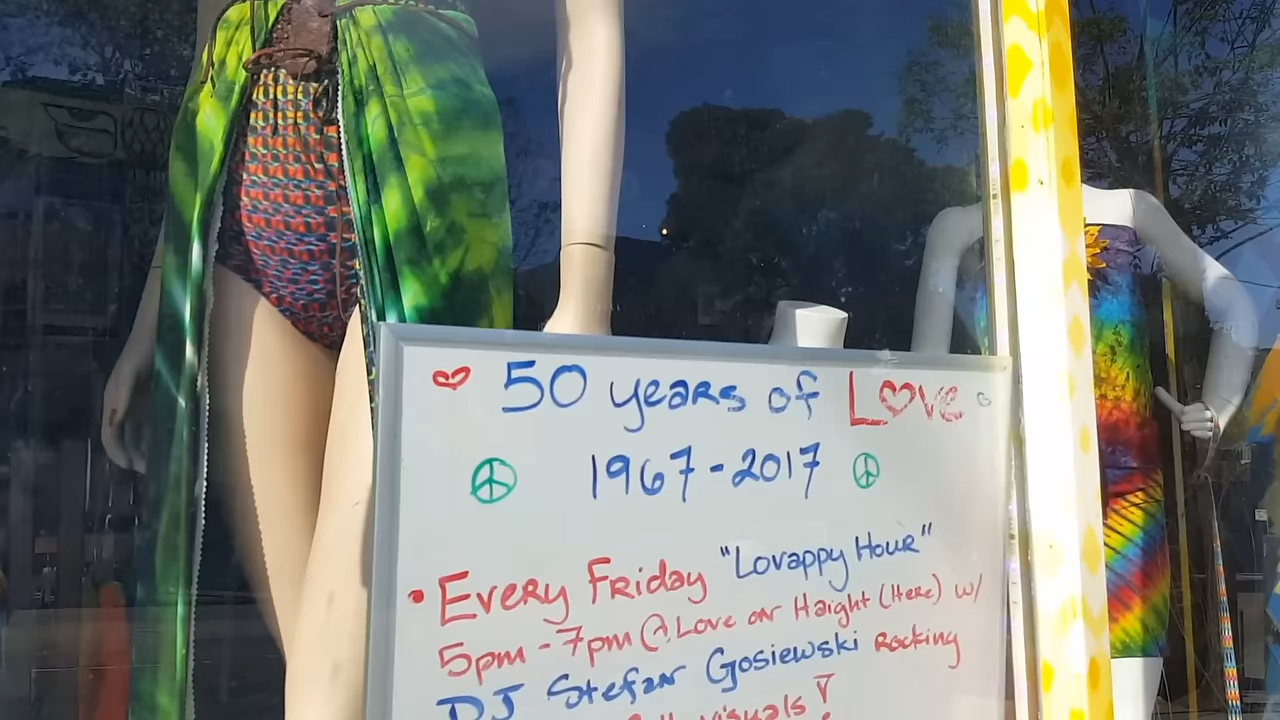 50 years of Love
1967-2017
• Every Friday "Lovappy Hour"
5pm-7pm @ Love on Haight (Here) w/
DJ Stefan Gosiewski Rocking
visuals!